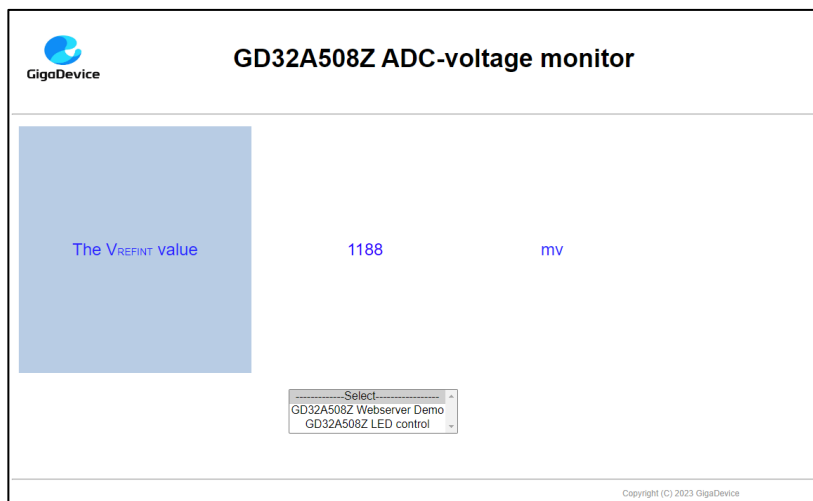 GigaDevice
GD32A508Z ADC-voltage monitor
The VREFINT value 1188 mv
-------------Select-----------------
GD32A508Z Webserver Demo
GD32A508Z LED control
Copyright (C) 2023 GigaDevice